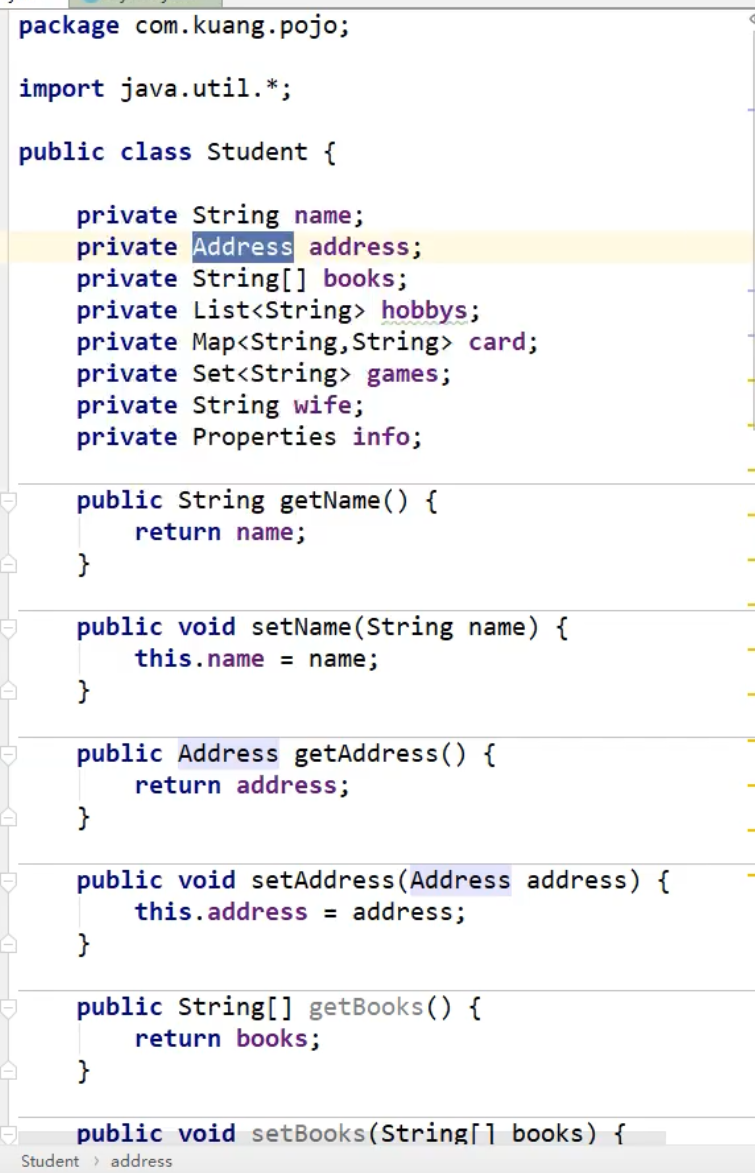 package com.kuang.pojo;
import java.util.*;
public class Student {
private String name;
private Address address;
private String[] books;
private List<String> hobbys;
private Map<String,String> card;
private Set<String> games;
private String wife;
private Properties info;
public String getName() {
return name;
}
public void setName(String name) {
this.name = name;
}
public Address getAddress() {
return address;
}
public void setAddress(Address address) {
this.address = address;
}
public String[] getBooks() {
return books;
}
public void setBooks(String[] books) {
Student › address